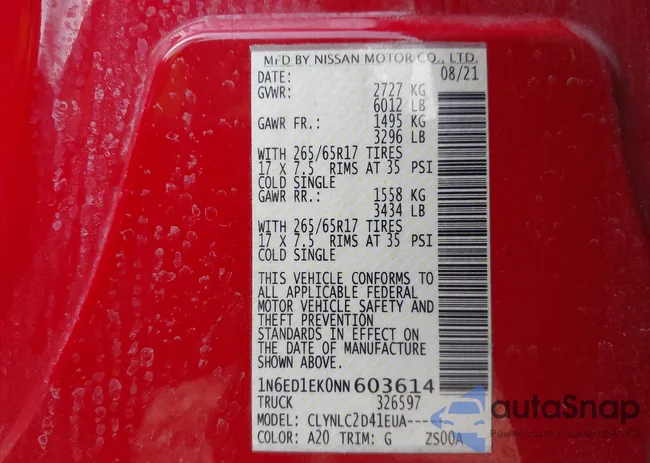 MFD BY NISSAN MOTOR CO., LTD.
DATE: 08/21
GVWR: 2727 KG
6012 LB
GAWR FR.: 1495 KG
3296 LB
WITH 265/65R17 TIRES
17 X 7.5 RIMS AT 35 PSI
COLD SINGLE
GAWR RR.: 1558 KG
3434 LB
WITH 265/65R17 TIRES
17 X 7.5 RIMS AT 35 PSI
COLD SINGLE
THIS VEHICLE CONFORMS TO
ALL APPLICABLE FEDERAL
MOTOR VEHICLE SAFETY AND
THEFT PREVENTION
STANDARDS IN EFFECT ON
THE DATE OF MANUFACTURE
SHOWN ABOVE.
1N6ED1EK0NN603614
TRUCK 326597
MODEL: CLYNLC2D41EUA-----
COLOR: A20 TRIM: G ZS00A
autoSnap